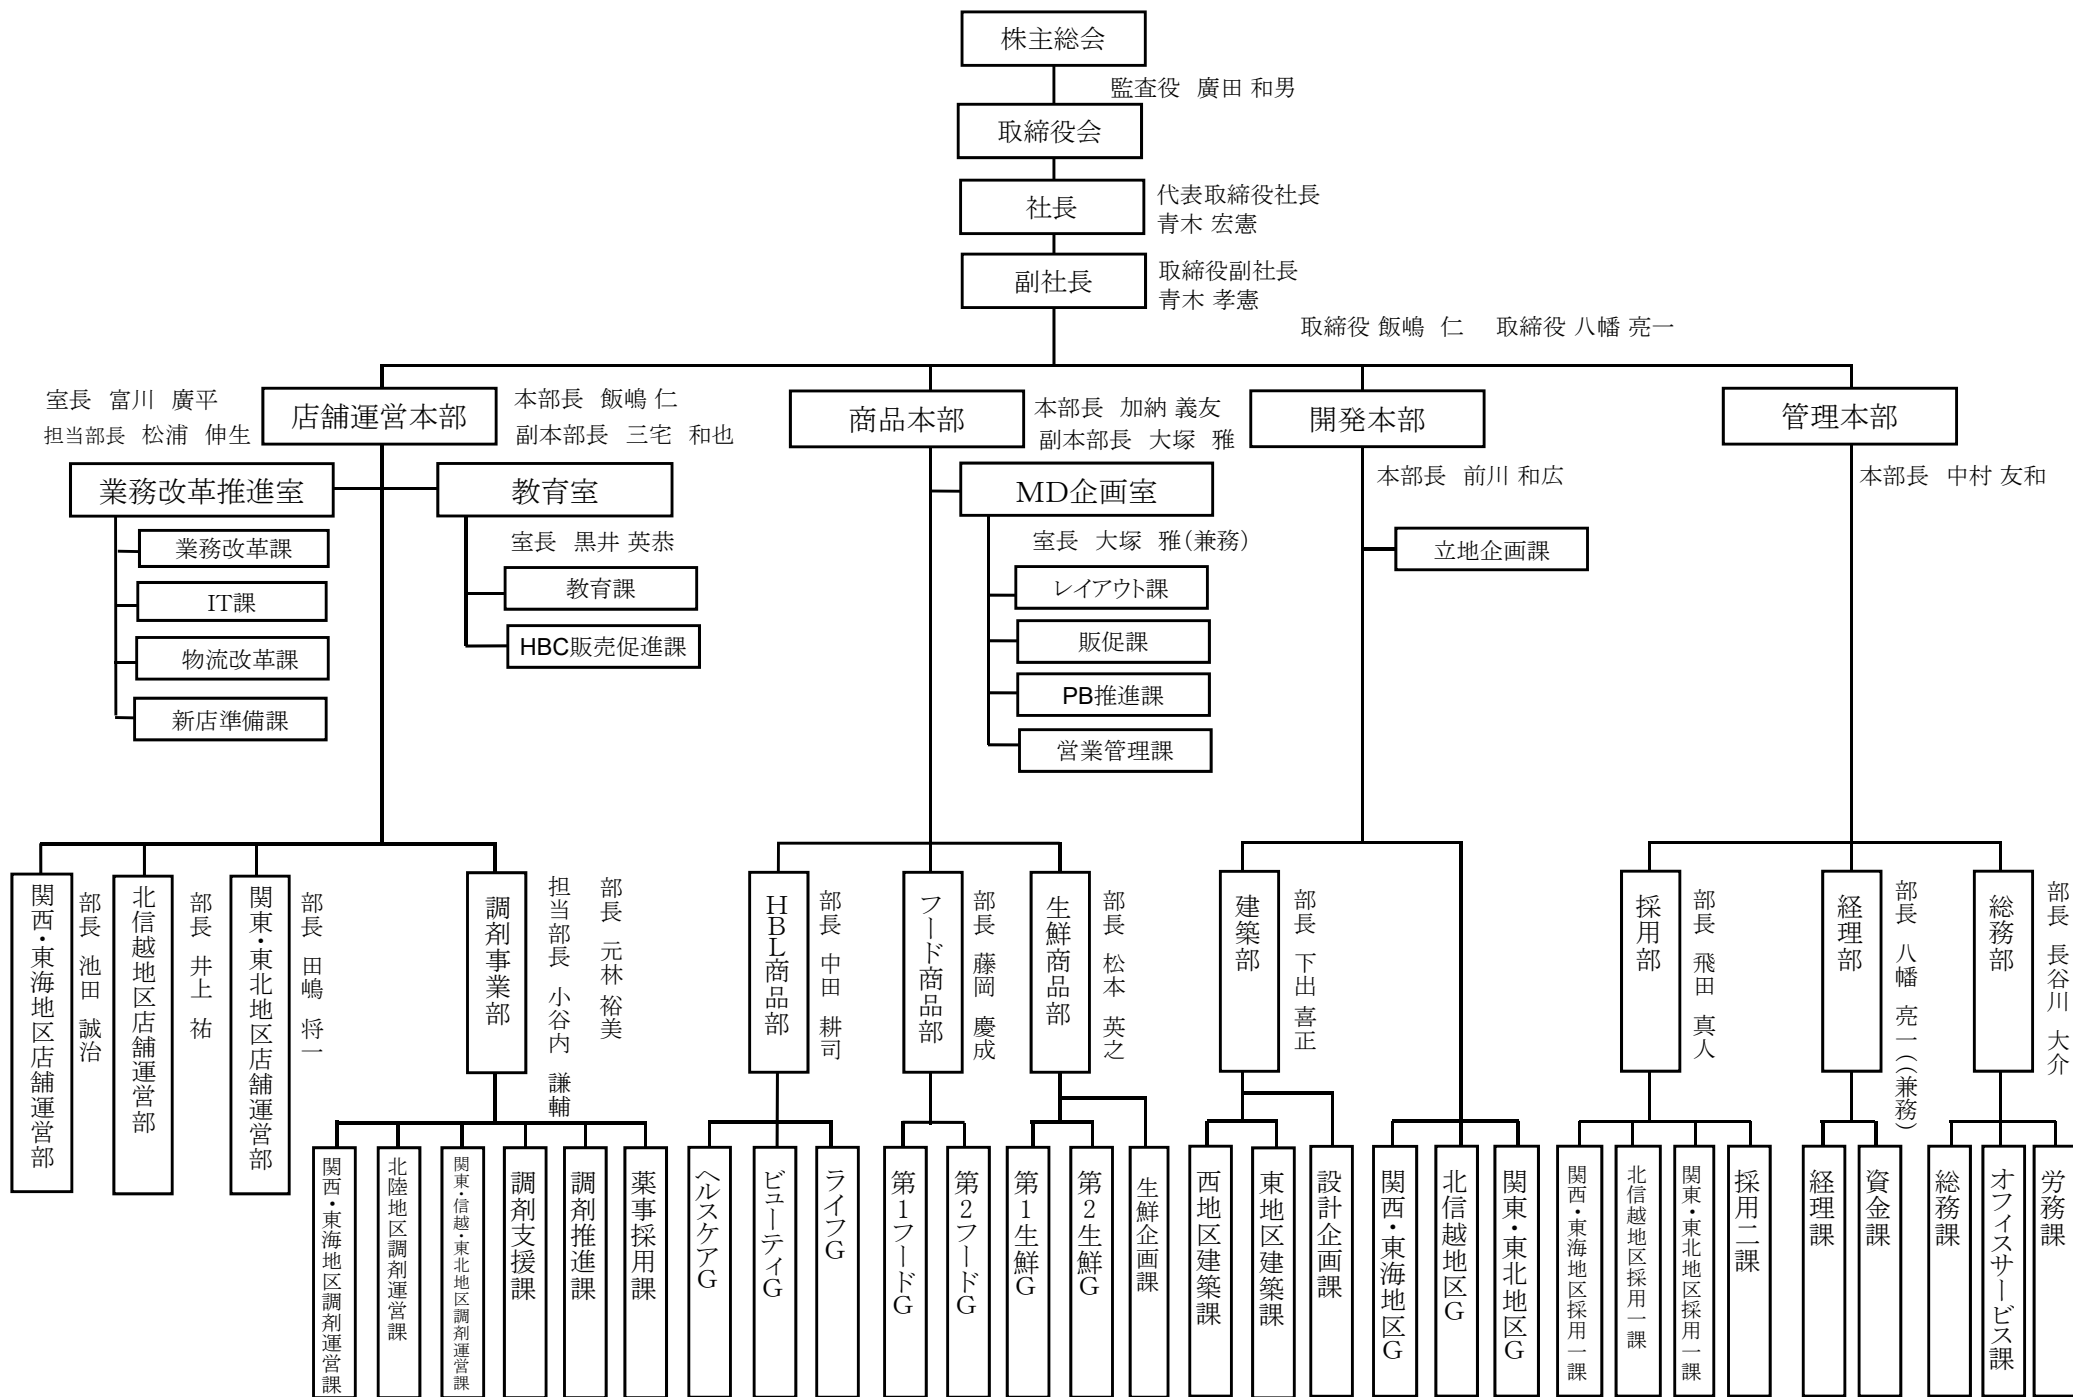 株主総会
監査役 廣田 和男
取締役会
社長
代表取締役社長
青木 宏憲
副社長
取締役副社長
青木 孝憲
取締役 飯嶋 仁 取締役 八幡 亮一
室長 富川 廣平
担当部長 松浦 伸生
店舗運営本部
本部長 飯嶋 仁
副本部長 三宅 和也
商品本部
本部長 加納 義友
副本部長 大塚 雅
開発本部
管理本部
業務改革推進室
教育室
MD企画室
本部長 前川 和広
本部長 中村 友和
業務改革課
IT課
物流改革課
新店準備課
室長 黒井 英恭
教育課
HBC販売促進課
室長 大塚 雅(兼務)
レイアウト課
販促課
PB推進課
営業管理課
立地企画課
関西・東海地区店舗運営部
部長 池田 誠治
北信越地区店舗運営部
部長 井上 祐
関東・東北地区店舗運営部
部長 田嶋 将一
調剤事業部
担当部長 小谷内 謙輔
部長 元林 裕美
HBL商品部
部長 中田 耕司
フード商品部
部長 藤岡 慶成
生鮮商品部
部長 松本 英之
建築部
部長 下出 喜正
採用部
部長 飛田 真人
経理部
部長 八幡 亮一((兼務)
総務部
部長 長谷川 大介
関西・東海地区調剤運営課
北陸地区調剤運営課
関東・信越・東北地区調剤運営課
調剤支援課
調剤推進課
薬事採用課
ヘルスケアG
ビューティG
ライフG
第1フードG
第2フードG
第1生鮮G
第2生鮮G
生鮮企画課
西地区建築課
東地区建築課
設計企画課
関西・東海地区G
北信越地区G
関東・東北地区G
関西・東海地区採用一課
北信越地区採用一課
関東・東北地区採用一課
採用二課
経理課
資金課
総務課
オフィスサービス課
労務課